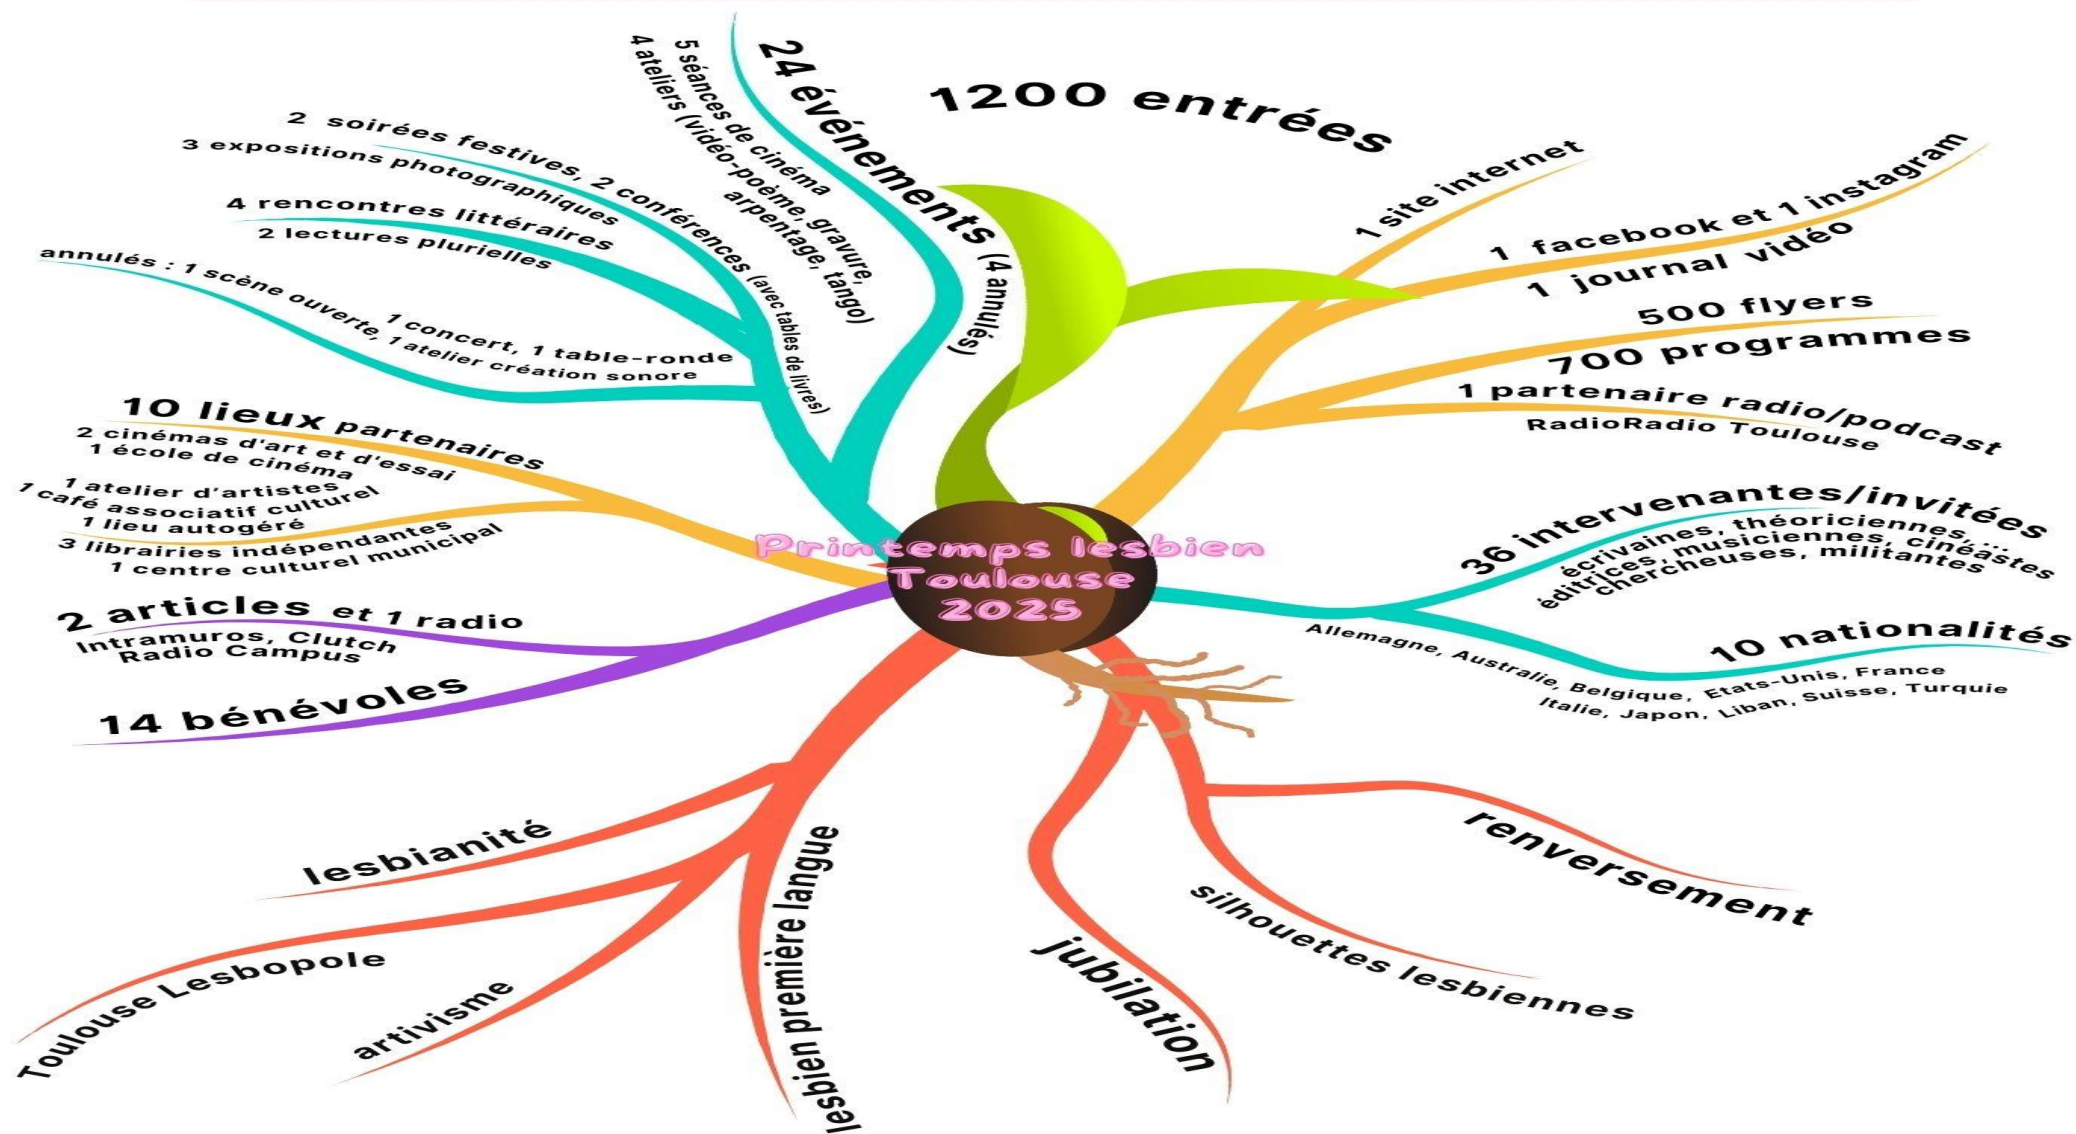 Printemps lesbien
Toulouse
2025
1200 entrées
24 événements (4 annulés)
5 séances de cinéma
4 ateliers (vidéo-poème, gravure,
arpentage, tango)
2 soirées festives, 2 conférences (avec tables de livres)
3 expositions photographiques
4 rencontres littéraires
2 lectures plurielles
annulés : 1 scène ouverte, 1 atelier création sonore
1 concert, 1 table-ronde
10 lieux partenaires
2 cinémas d'art et d'essai
1 école de cinéma
1 atelier d'artistes
1 café associatif culturel
1 lieu autogéré
3 librairies indépendantes
1 centre culturel municipal
2 articles et 1 radio
Intramuros, Clutch
Radio Campus
14 bénévoles
1 site internet
1 facebook et 1 instagram
1 journal vidéo
500 flyers
700 programmes
1 partenaire radio/podcast
RadioRadio Toulouse
36 intervenantes/invitées
écrivaines, théoriciennes, ...
éditrices, musiciennes, cinéastes
chercheuses, militantes
10 nationalités
Allemagne, Australie, Belgique, Etats-Unis, France
Italie, Japon, Liban, Suisse, Turquie
lesbianité
Toulouse Lesbopole
artivisme
lesbien première langue
jubilation
silhouettes lesbiennes
renversement